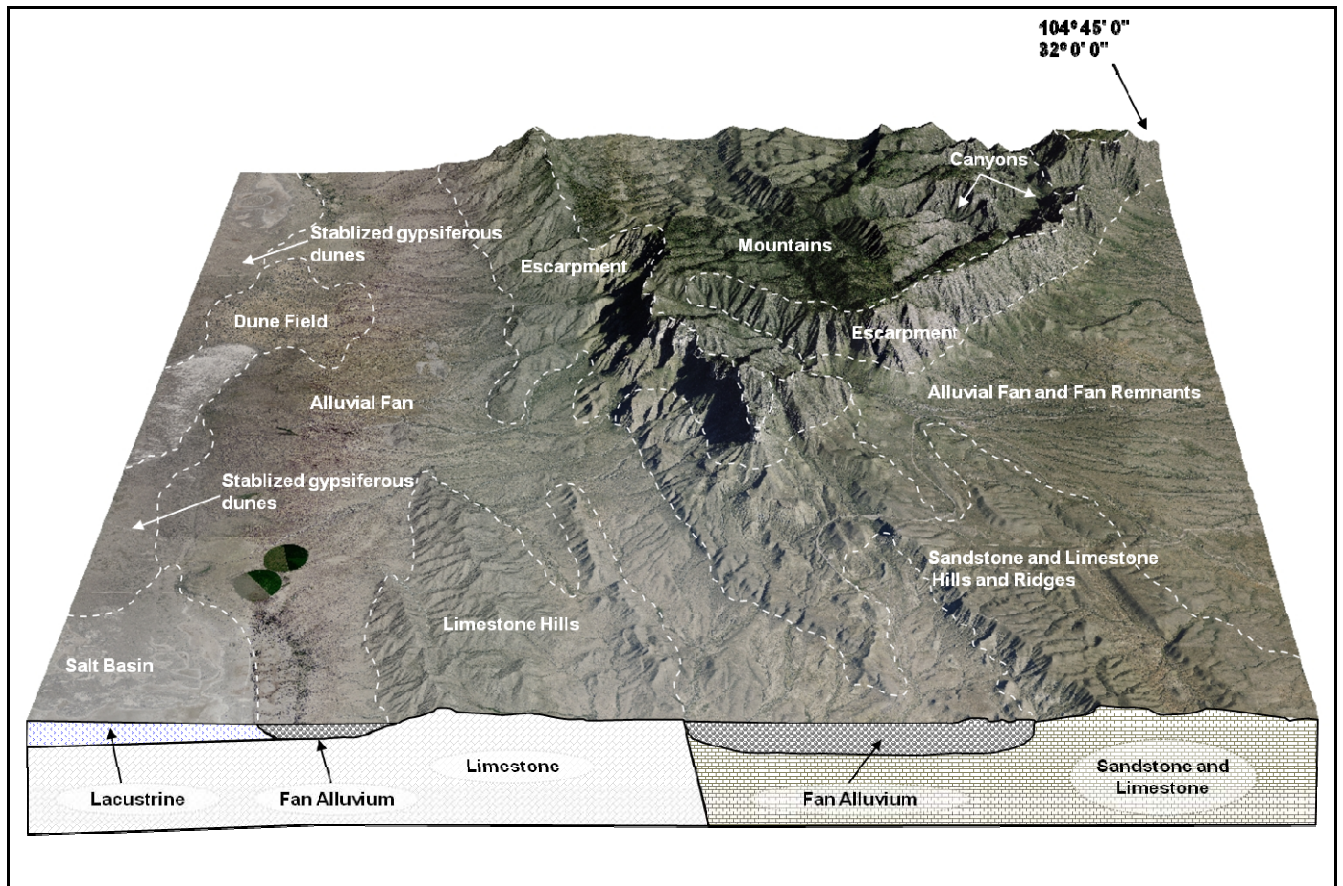 104° 45' 0"
32° 0' 0"
Canyons
Stablized gypsiferous
dunes
Escarpment
Mountains
Dune Field
Escarpment
Alluvial Fan
Alluvial Fan and Fan Remnants
Stablized gypsiferous
dunes
Sandstone and Limestone
Hills and Ridges
Limestone Hills
Salt Basin
Limestone
Sandstone and
Limestone
Lacustrine
Fan Alluvium
Fan Alluvium